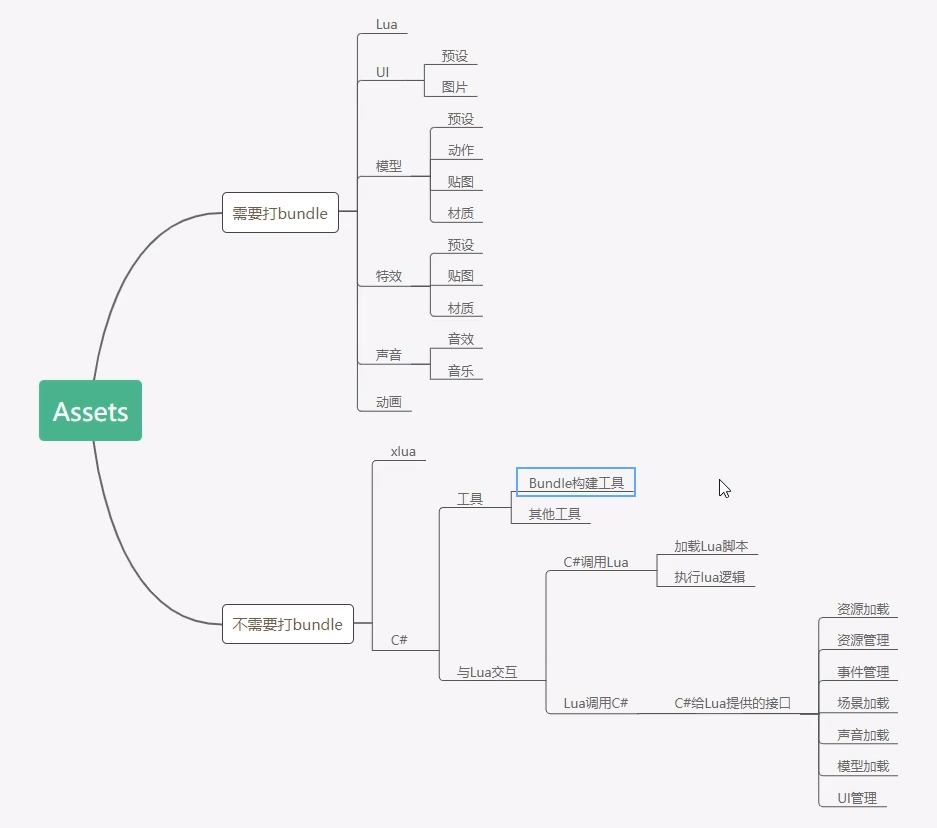 Assets
需要打bundle
Lua
UI
预设
图片
模型
预设
动作
贴图
材质
特效
预设
贴图
材质
声音
音效
音乐
动画
不需要打bundle
xlua
C#
工具
Bundle构建工具
其他工具
与Lua交互
C#调用Lua
加载Lua脚本
执行lua逻辑
Lua调用C#
C#给Lua提供的接口
资源加载
资源管理
事件管理
场景加载
声音加载
模型加载
UI管理